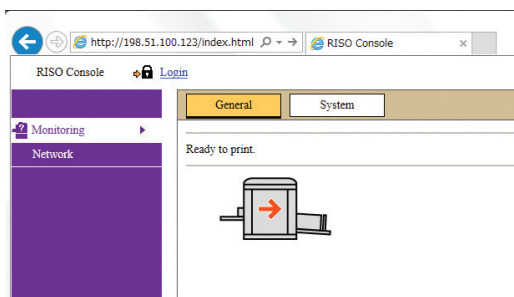 http://198.51.100.123/index.html
RISO Console
RISO Console
Login
General
System
Monitoring
Network
Ready to print.